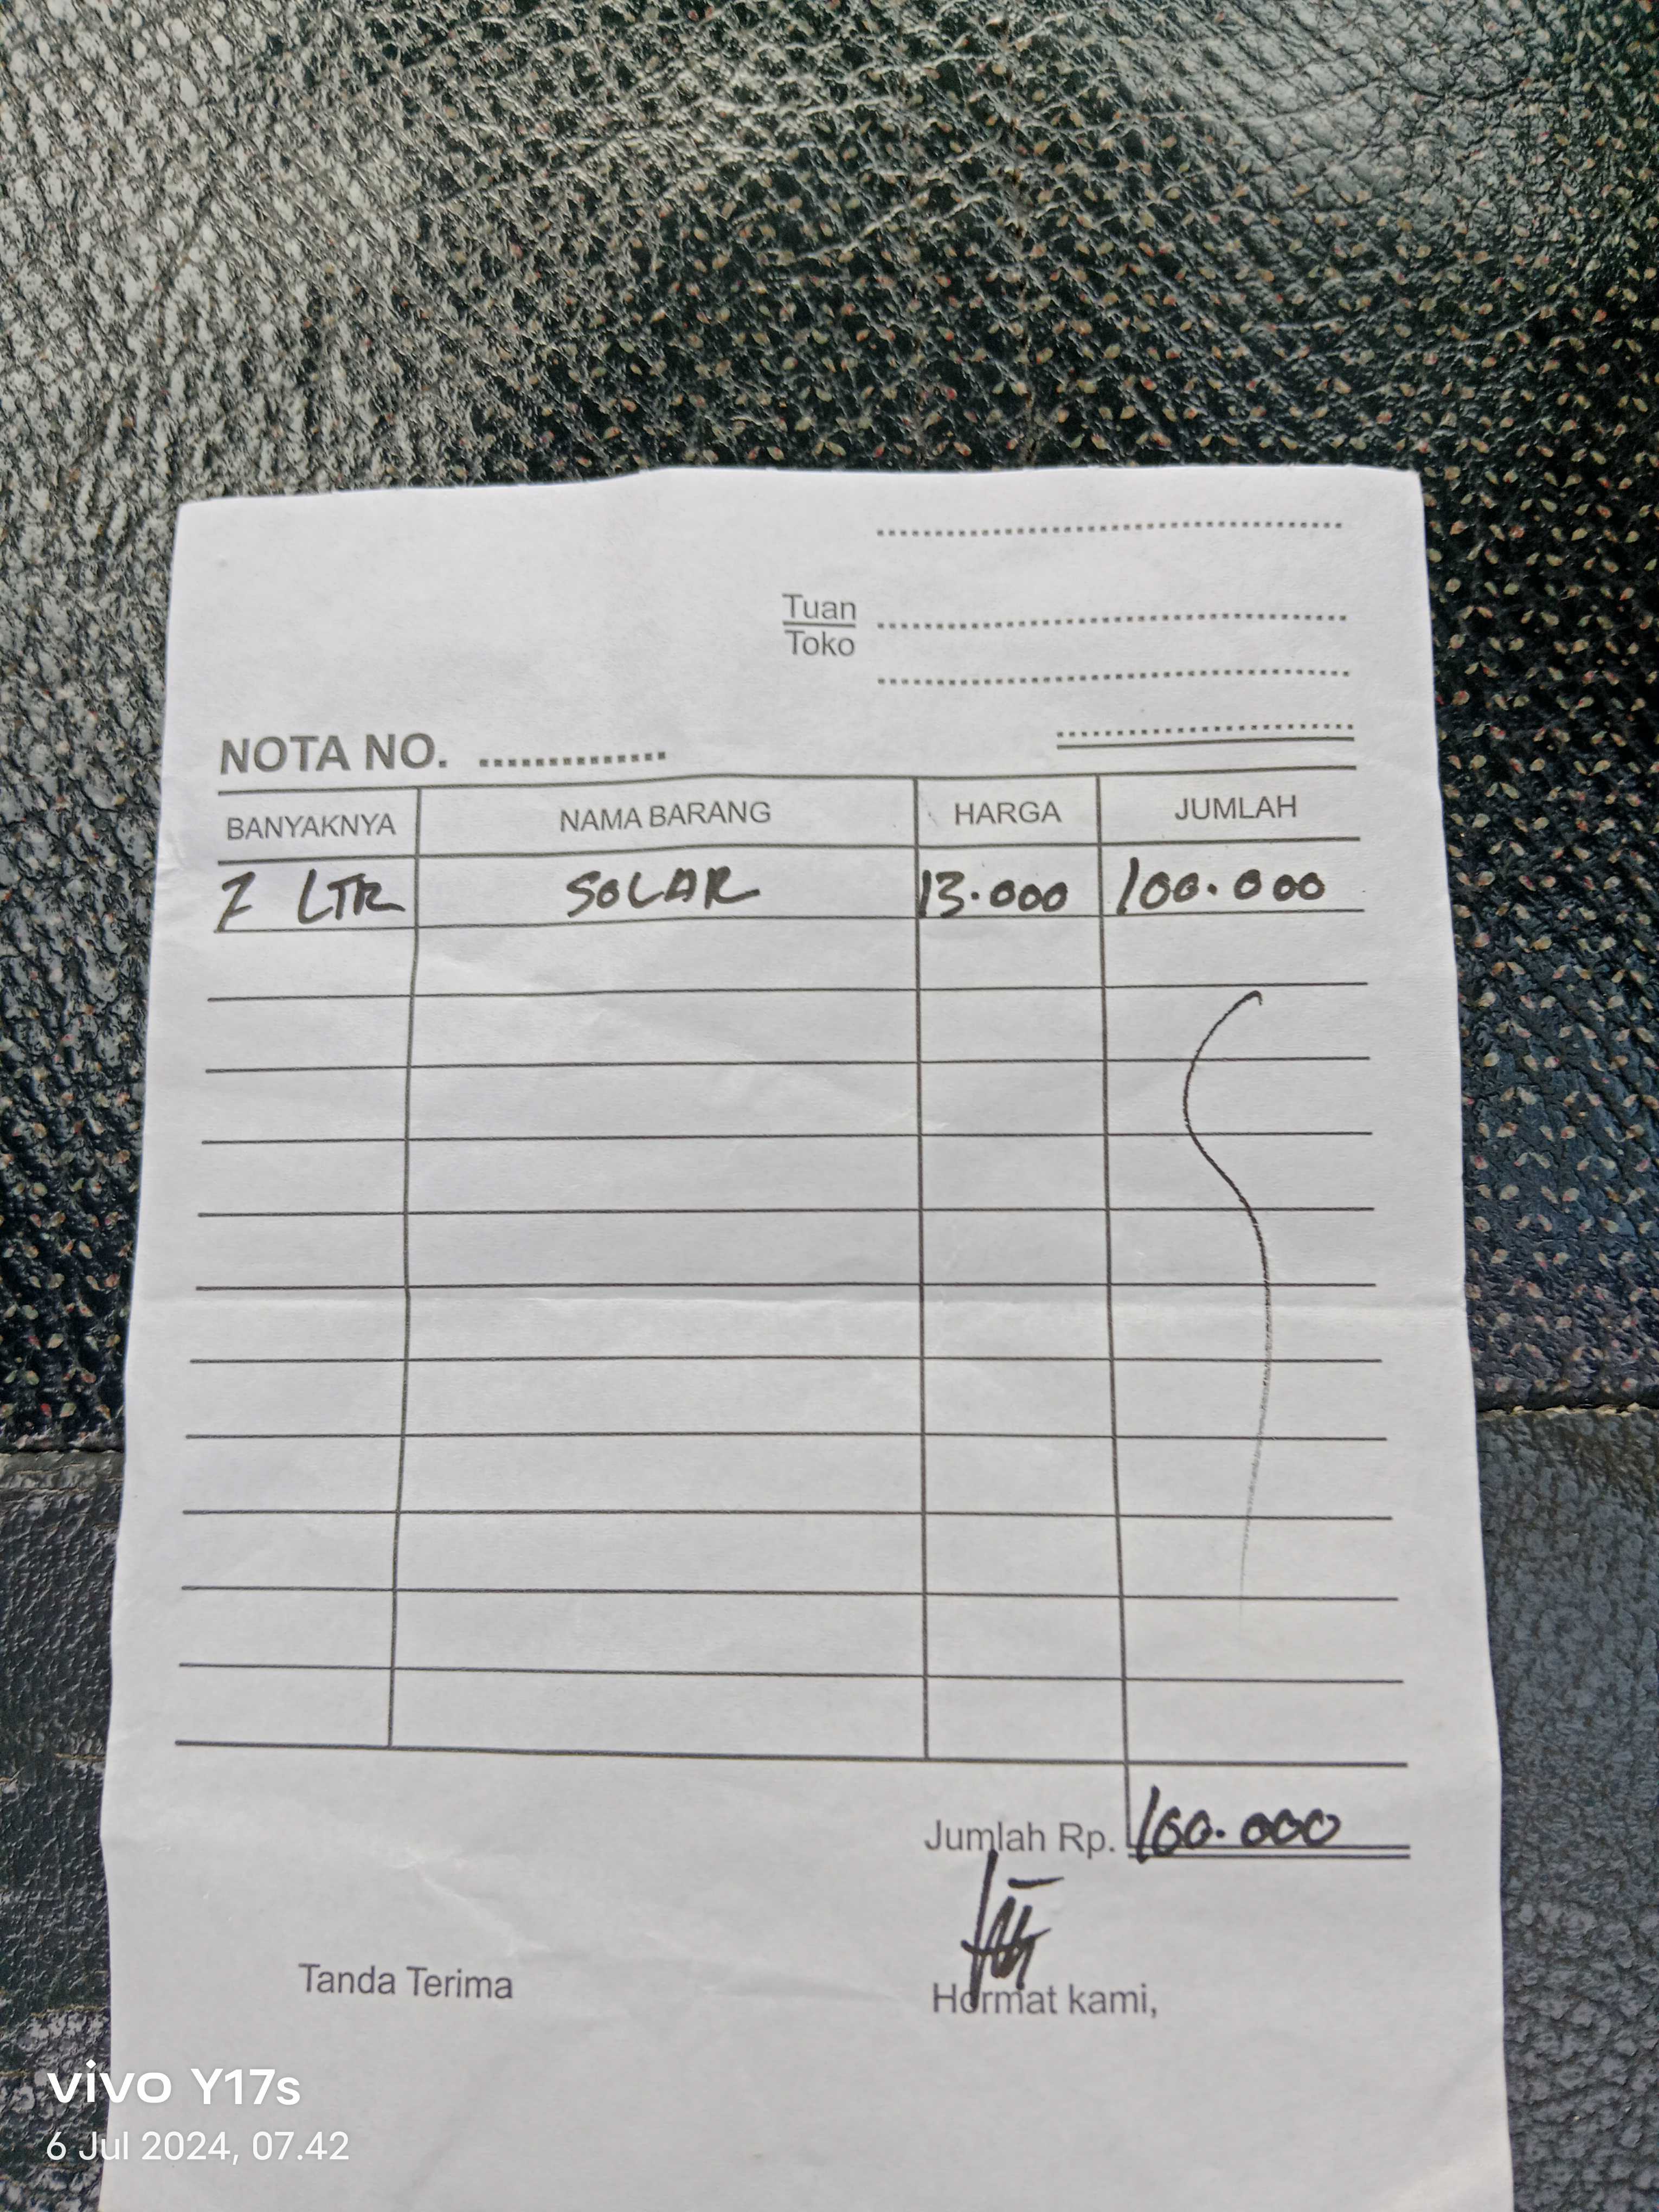 Tuan
Toko
NOTA NO.
BANYAKNYA NAMA BARANG HARGA JUMLAH
7 LTR SOLAR 13.000 100.000
Jumlah Rp. 100.000
Tanda Terima Hormat kami,
vivo Y17s
6 Jul 2024, 07.42